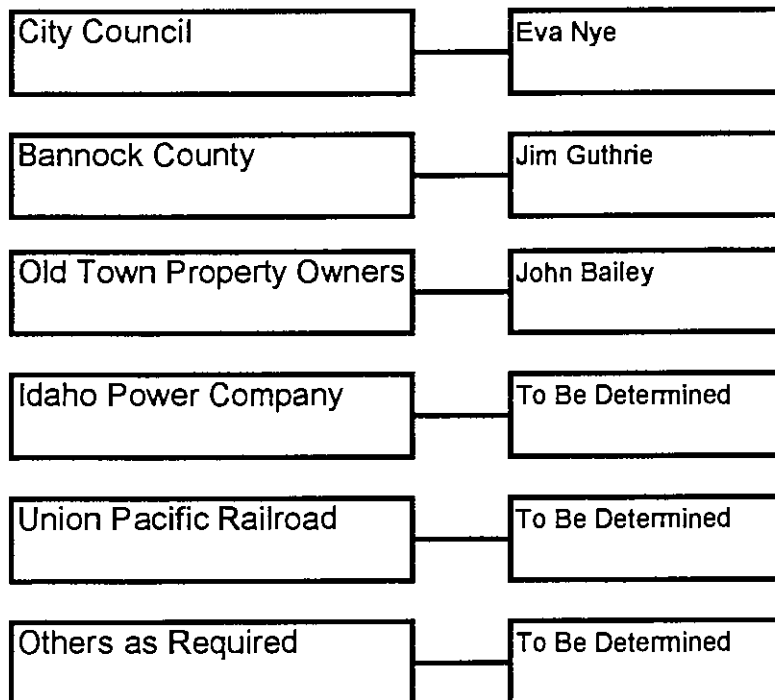 City Council
Eva Nye
Bannock County
Jim Guthrie
Old Town Property Owners
John Bailey
Idaho Power Company
To Be Determined
Union Pacific Railroad
To Be Determined
Others as Required
To Be Determined